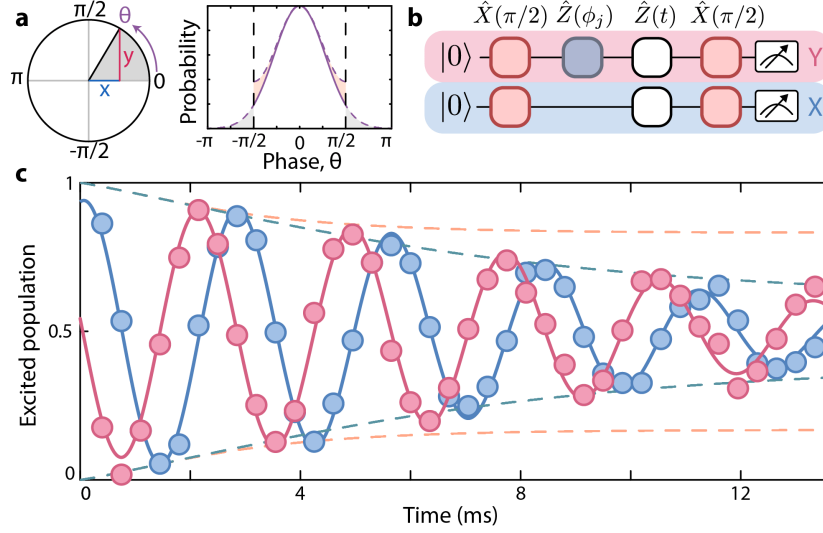 a
π/2
θ
y
x
π
0
-π/2
Probability
-π
-π/2
0
π/2
π
Phase, θ
b
X̂(π/2) Ẑ(ϕ_j) Ẑ(t) X̂(π/2)
|0⟩ Y
|0⟩ X
c
Excited population
1
0.5
0
0 4 8 12
Time (ms)